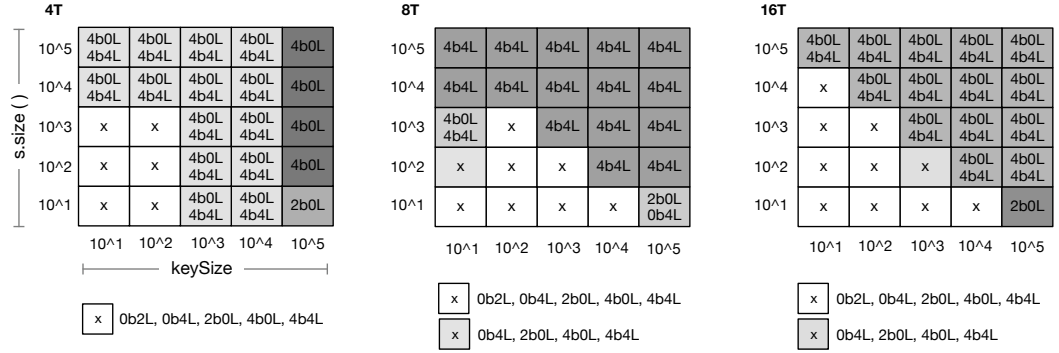 4T 8T 16T
10^5 4b0L 4b0L 4b0L 4b0L 4b0L 10^5 4b4L 4b4L 4b4L 4b4L 4b4L 10^5 4b0L 4b0L 4b0L 4b0L 4b0L
4b4L 4b4L 4b4L 4b4L 4b4L 4b4L 4b4L 4b4L 4b4L
10^4 4b0L 4b0L 4b0L 4b0L 4b0L 10^4 4b4L 4b4L 4b4L 4b4L 4b4L 10^4 x 4b0L 4b0L 4b0L 4b0L
4b4L 4b4L 4b4L 4b4L 4b4L 4b4L 4b4L 4b4L
s.size()
10^3 x x 4b0L 4b0L 4b0L 10^3 4b0L x 4b4L 4b4L 4b4L 10^3 x x 4b0L 4b0L 4b0L
4b4L 4b4L 4b4L 4b4L 4b4L 4b4L
10^2 x x 4b0L 4b0L 4b0L 10^2 x x x 4b4L 4b4L 10^2 x x x 4b0L 4b0L
4b4L 4b4L 4b4L 4b4L
10^1 x x 4b0L 4b0L 2b0L 10^1 x x x x 2b0L 10^1 x x x x 2b0L
4b4L 4b4L 0b4L
10^1 10^2 10^3 10^4 10^5 10^1 10^2 10^3 10^4 10^5 10^1 10^2 10^3 10^4 10^5
keySize
x 0b2L, 0b4L, 2b0L, 4b0L, 4b4L x 0b2L, 0b4L, 2b0L, 4b0L, 4b4L x 0b2L, 0b4L, 2b0L, 4b0L, 4b4L
x 0b4L, 2b0L, 4b0L, 4b4L x 0b4L, 2b0L, 4b0L, 4b4L